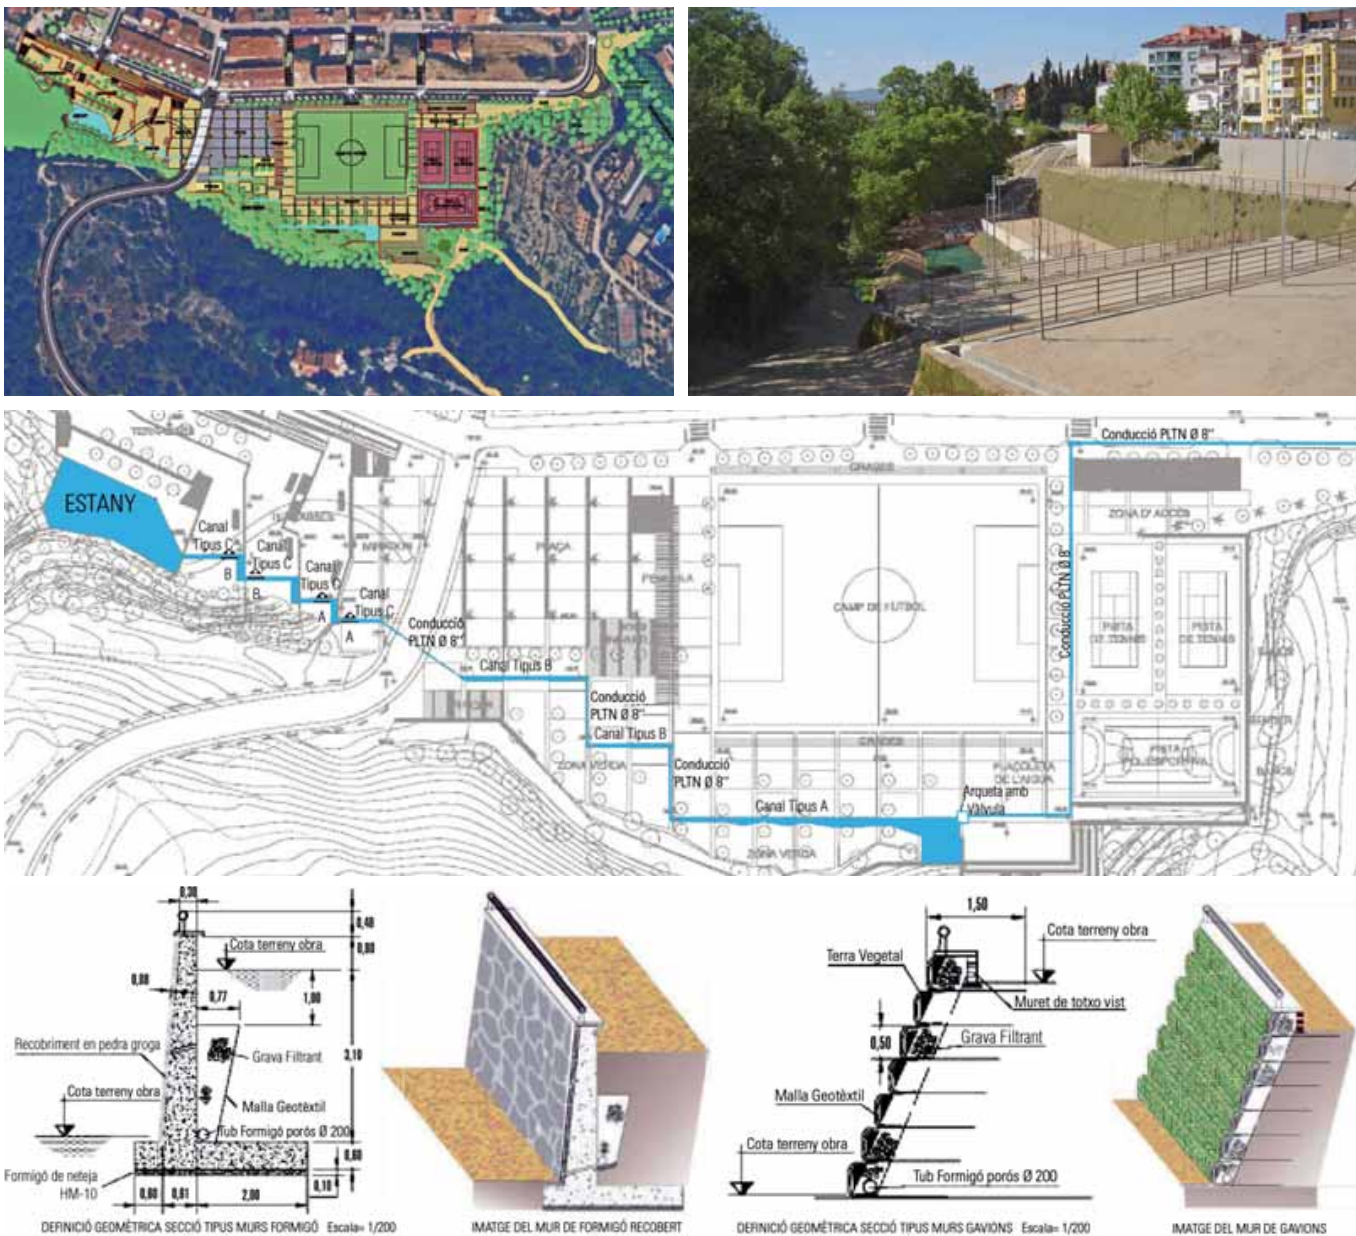 Conducció PLTN Ø 8''
ESTANY
ZONA D' ACCÉS
GRADES
Canal
Tipus C
Canal
Tipus C
Canal
Tipus C
Canal
Tipus C
B
B
A
A
MIRADOR
PLAÇA
Conducció PLTN Ø 8''
CAMP DE FUTBOL
PISTA
DE TENNIS
PISTA
DE TENNIS
Conducció
PLTN Ø 8''
Canal Tipus B
Conducció
PLTN Ø 8''
Canal Tipus B
GRADES
PISTA
POLIESPORTIVA
ZONA VERDA
Conducció
PLTN Ø 8''
PLAÇOLETA
DE L'AIGUA
Arqueta amb
Vàlvula
Canal Tipus A
ZONA VERDA
0,30
0,40
0,80
Cota terreny obra
0,08
0,77
1,00
Recobriment en pedra groga
Grava Filtrant
3,10
Cota terreny obra
Malla Geotèxtil
Tub Formigó porós Ø 200
Formigó de neteja
HM-10
0,60
0,10
0,60
0,61
2,00
DEFINICIÓ GEOMÈTRICA SECCIÓ TIPUS MURS FORMIGÓ Escala= 1/200
IMATGE DEL MUR DE FORMIGÓ RECOBERT
1,50
Cota terreny obra
Terra Vegetal
Muret de totxo vist
0,50
Grava Filtrant
Malla Geotèxtil
Cota terreny obra
Tub Formigó porós Ø 200
DEFINICIÓ GEOMÈTRICA SECCIÓ TIPUS MURS GAVIONS Escala= 1/200
IMATGE DEL MUR DE GAVIONS